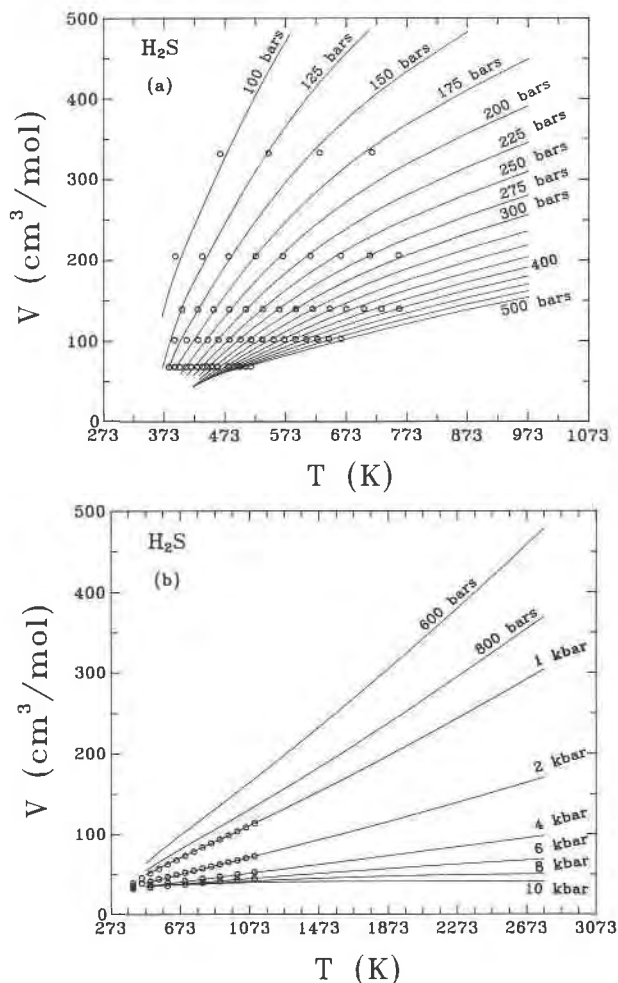 500
400
300
200
100
0
V (cm³/mol)
H₂S
(a)
100 bars
125 bars
150 bars
175 bars
200 bars
225 bars
250 bars
275 bars
300 bars
400
500 bars
273 373 473 573 673 773 873 973 1073
T (K)
500
400
300
200
100
0
V (cm³/mol)
H₂S
(b)
600 bars
800 bars
1 kbar
2 kbar
4 kbar
6 kbar
8 kbar
10 kbar
273 673 1073 1473 1873 2273 2673 3073
T (K)